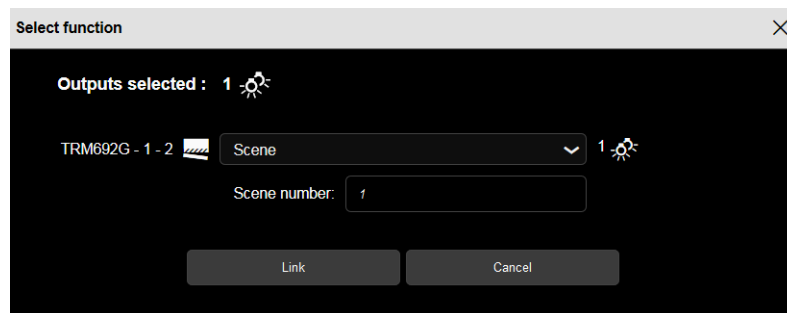 Select function
Outputs selected : 1
TRM692G - 1 - 2 Scene 1
Scene number: 1
Link Cancel